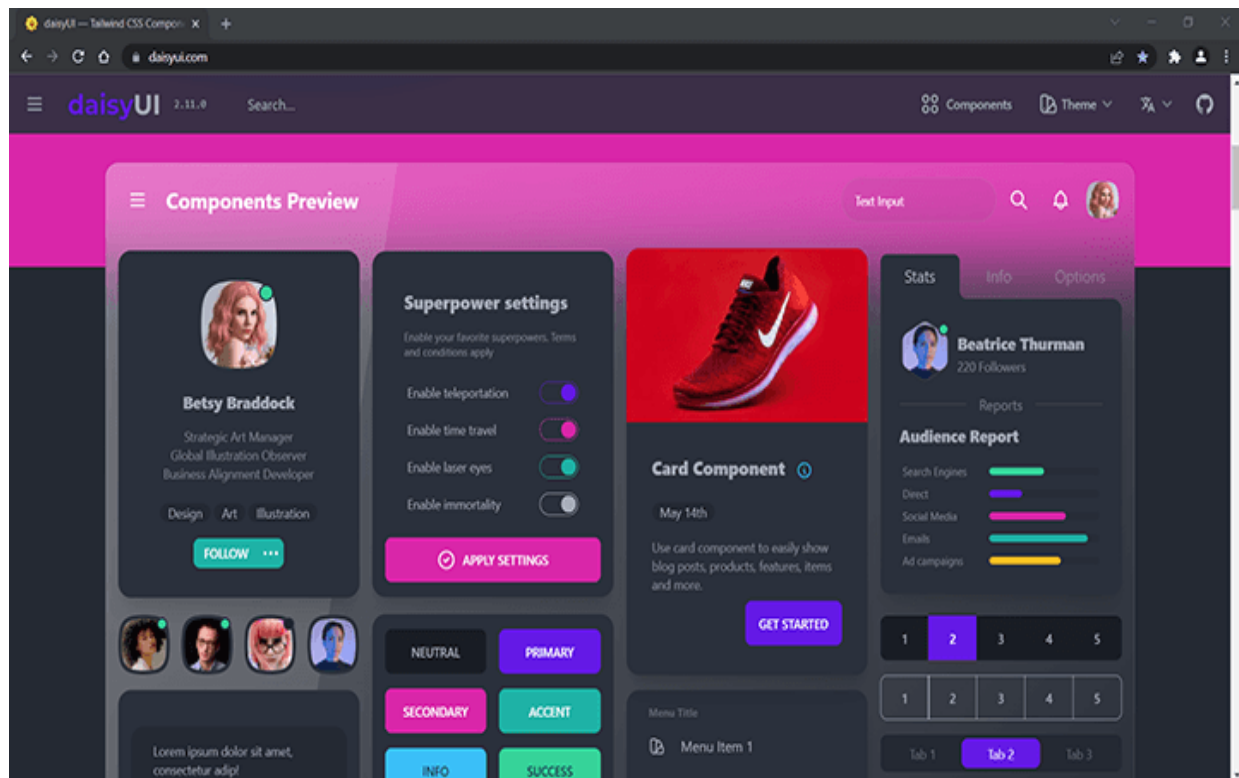 daisyUI — Tailwind CSS Compon
daisyui.com
daisyUI 2.11.0 Search... Components Theme
Components Preview Text Input
Betsy Braddock
Strategic Art Manager
Global Illustration Observer
Business Alignment Developer
Design Art Illustration
FOLLOW
Lorem ipsum dolor sit amet,
consectetur adip!
Superpower settings
Enable your favorite superpowers. Terms
and conditions apply
Enable teleportation
Enable time travel
Enable laser eyes
Enable immortality
APPLY SETTINGS
NEUTRAL PRIMARY
SECONDARY ACCENT
INFO SUCCESS
NIKE
Card Component
May 14th
Use card component to easily show
blog posts, products, features, items
and more.
GET STARTED
Menu Title
Menu Item 1
Stats Info Options
Beatrice Thurman
220 Followers
Reports
Audience Report
Search Engines
Direct
Social Media
Emails
Ad campaigns
1 2 3 4 5
1 2 3 4 5
Tab 1 Tab 2 Tab 3